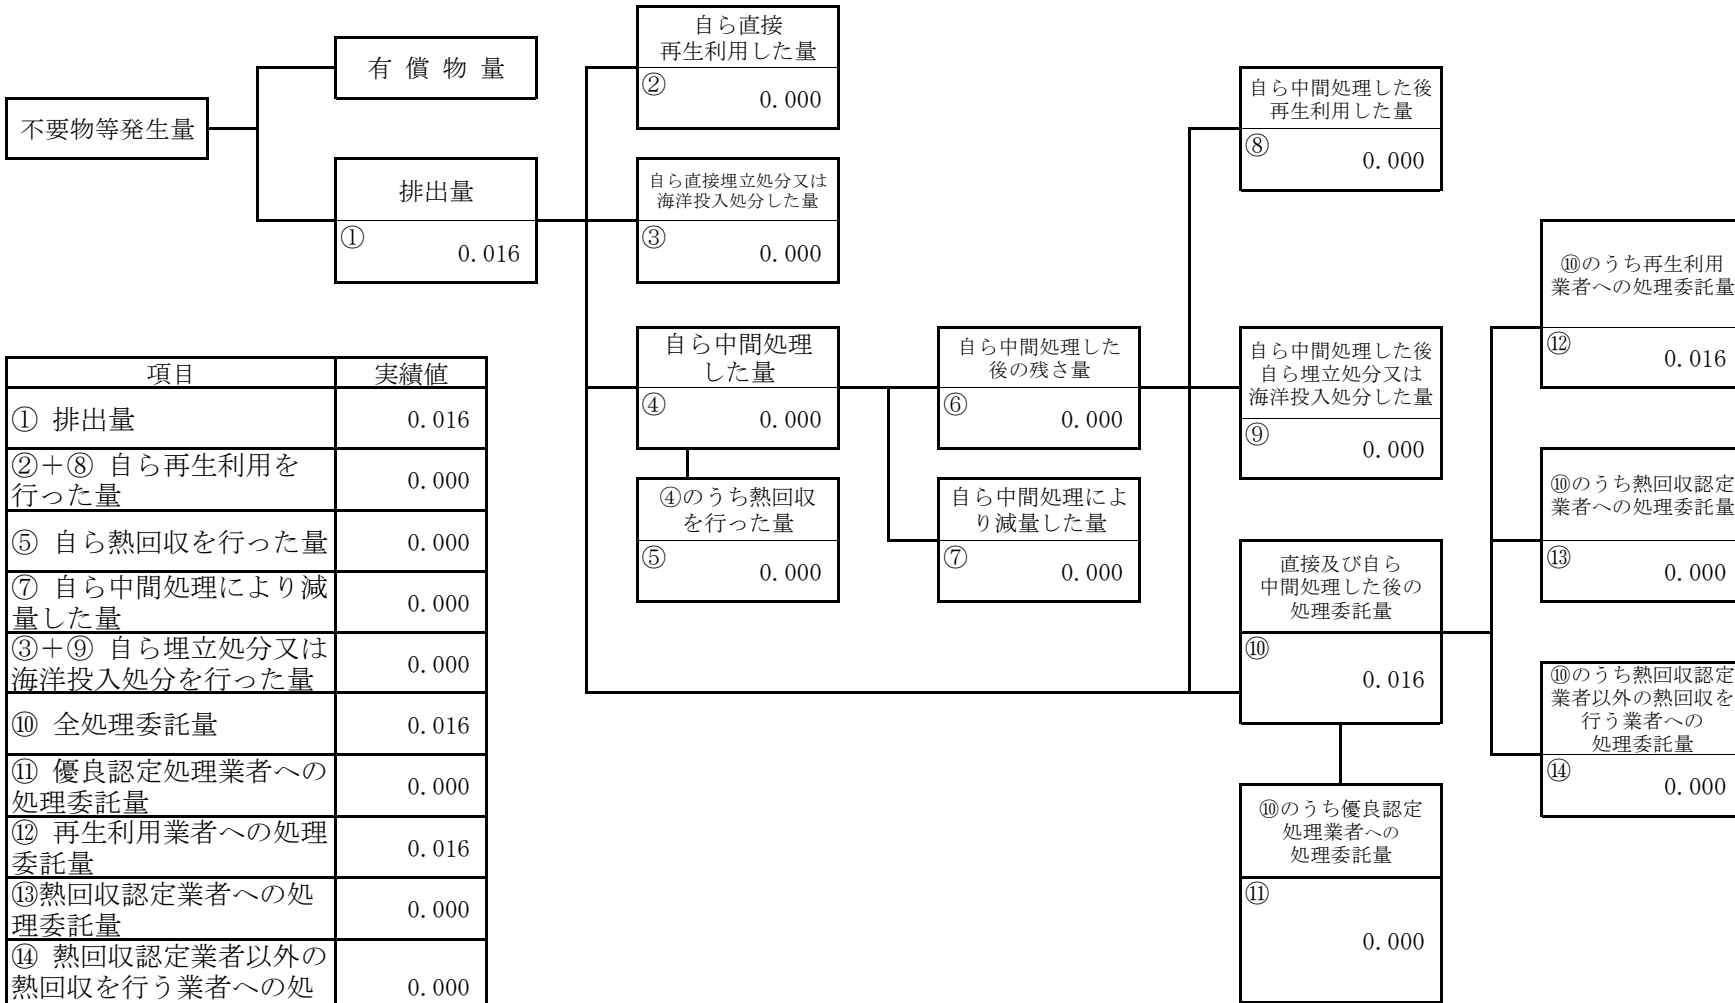 不要物等発生量
有 償 物 量
排出量
①
0.016
自ら直接
再生利用した量
②
0.000
自ら直接埋立処分又は
海洋投入処分した量
③
0.000
自ら中間処理
した量
④
0.000
④のうち熱回収
を行った量
⑤
0.000
自ら中間処理した
後の残さ量
⑥
0.000
自ら中間処理によ
り減量した量
⑦
0.000
自ら中間処理した後
再生利用した量
⑧
0.000
自ら中間処理した後
自ら埋立処分又は
海洋投入処分した量
⑨
0.000
直接及び自ら
中間処理した後の
処理委託量
⑩
0.016
⑩のうち優良認定
処理業者への
処理委託量
⑪
0.000
⑩のうち再生利用
業者への処理委託量
⑫
0.016
⑩のうち熱回収認定
業者への処理委託量
⑬
0.000
⑩のうち熱回収認定
業者以外の熱回収を
行う業者への
処理委託量
⑭
0.000
項目 実績値
① 排出量 0.016
②+⑧ 自ら再生利用を
行った量 0.000
⑤ 自ら熱回収を行った量 0.000
⑦ 自ら中間処理により減
量した量 0.000
③+⑨ 自ら埋立処分又は
海洋投入処分を行った量 0.000
⑩ 全処理委託量 0.016
⑪ 優良認定処理業者への
処理委託量 0.000
⑫ 再生利用業者への処理
委託量 0.016
⑬熱回収認定業者への処
理委託量 0.000
⑭ 熱回収認定業者以外の
熱回収を行う業者への処 0.000